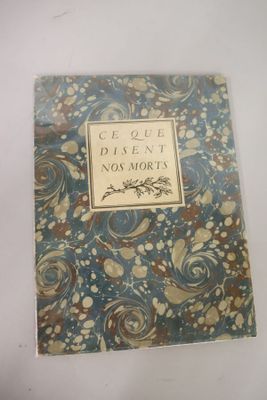 CE QUE
DISENT
NOS MORTS